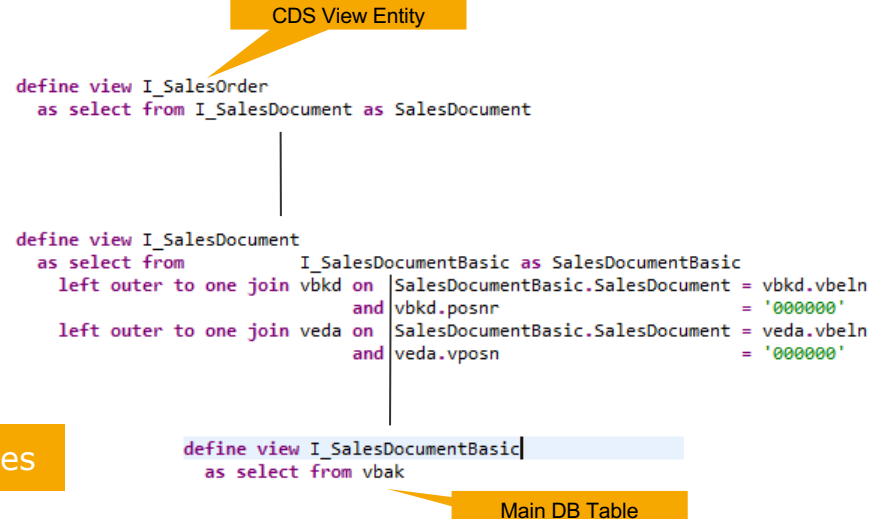 CDS View Entity
define view I_SalesOrder
as select from I_SalesDocument as SalesDocument
define view I_SalesDocument
as select from I_SalesDocumentBasic as SalesDocumentBasic
left outer to one join vbkd on SalesDocumentBasic.SalesDocument = vbkd.vbeln
and vbkd.posnr = '000000'
left outer to one join veda on SalesDocumentBasic.SalesDocument = veda.vbeln
and veda.vposn = '000000'
es
define view I_SalesDocumentBasic
as select from vbak
Main DB Table